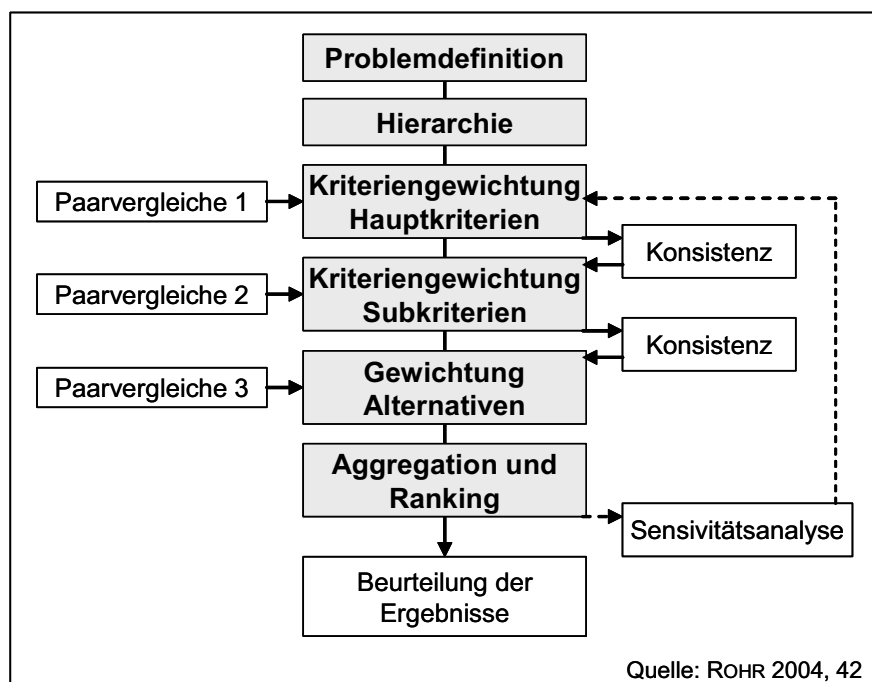 Problemdefinition
Hierarchie
Paarvergleiche 1
Kriteriengewichtung
Hauptkriterien
Konsistenz
Paarvergleiche 2
Kriteriengewichtung
Subkriterien
Konsistenz
Paarvergleiche 3
Gewichtung
Alternativen
Aggregation und
Ranking
Sensivitätsanalyse
Beurteilung der
Ergebnisse
Quelle: ROHR 2004, 42